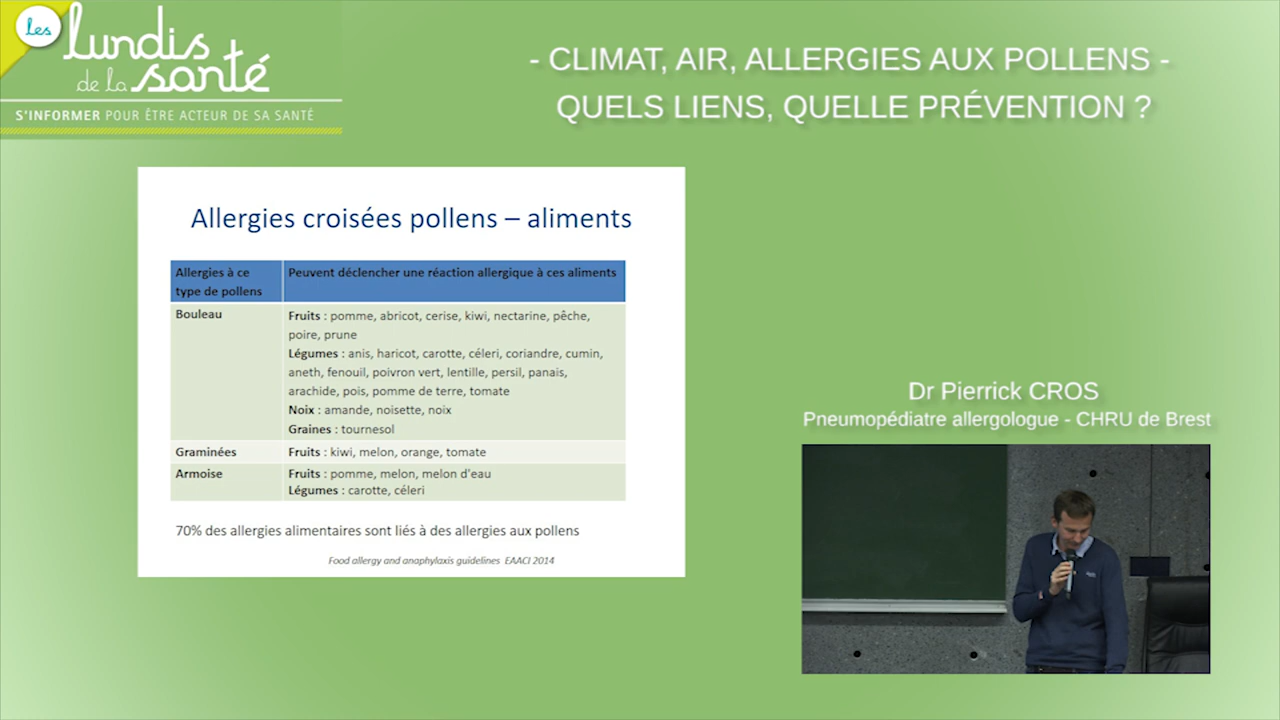 les
lundis
de la santé
S'INFORMER POUR ÊTRE ACTEUR DE SA SANTÉ
- CLIMAT, AIR, ALLERGIES AUX POLLENS -
QUELS LIENS, QUELLE PRÉVENTION ?
Allergies croisées pollens – aliments
Allergies à ce
type de pollens
Peuvent déclencher une réaction allergique à ces aliments
Bouleau
Fruits : pomme, abricot, cerise, kiwi, nectarine, pêche,
poire, prune
Légumes : anis, haricot, carotte, céleri, coriandre, cumin,
aneth, fenouil, poivron vert, lentille, persil, panais,
arachide, pois, pomme de terre, tomate
Noix : amande, noisette, noix
Graines : tournesol
Graminées
Fruits : kiwi, melon, orange, tomate
Armoise
Fruits : pomme, melon, melon d'eau
Légumes : carotte, céleri
70% des allergies alimentaires sont liés à des allergies aux pollens
Food allergy and anaphylaxis guidelines EAACI 2014
Dr Pierrick CROS
Pneumopédiatre allergologue - CHRU de Brest